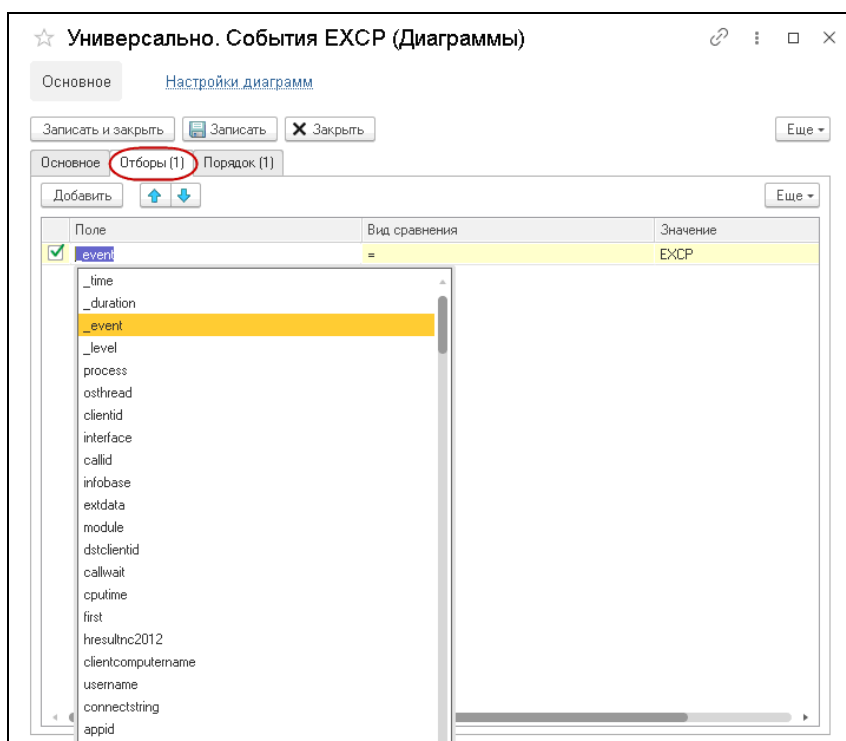 Универсально. События EXCP (Диаграммы)
Основное Настройки диаграмм
Записать и закрыть Записать Закрыть Еще
Основное Отборы (1) Порядок (1)
Добавить Еще
Поле Вид сравнения Значение
_event = EXCP
_time
_duration
_event
_level
process
osthread
clientid
interface
callid
infobase
extdata
module
dstclientid
callwait
cputime
first
hresultnc2012
clientcomputername
username
connectstring
appid